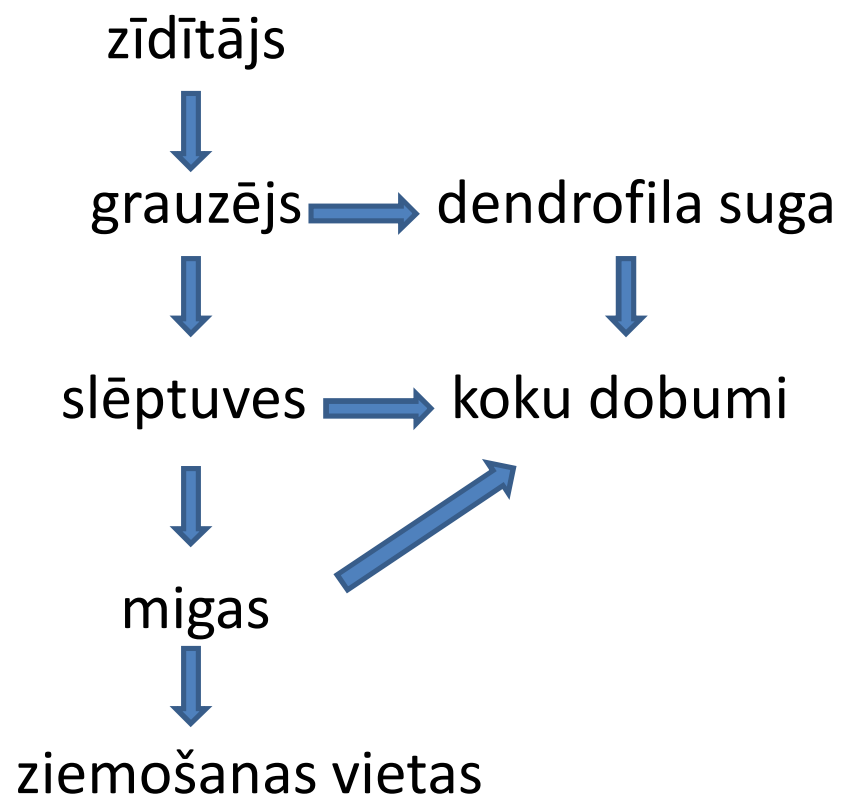 zīdītājs
grauzējs dendrofila suga
slēptuves koku dobumi
migas
ziemošanas vietas